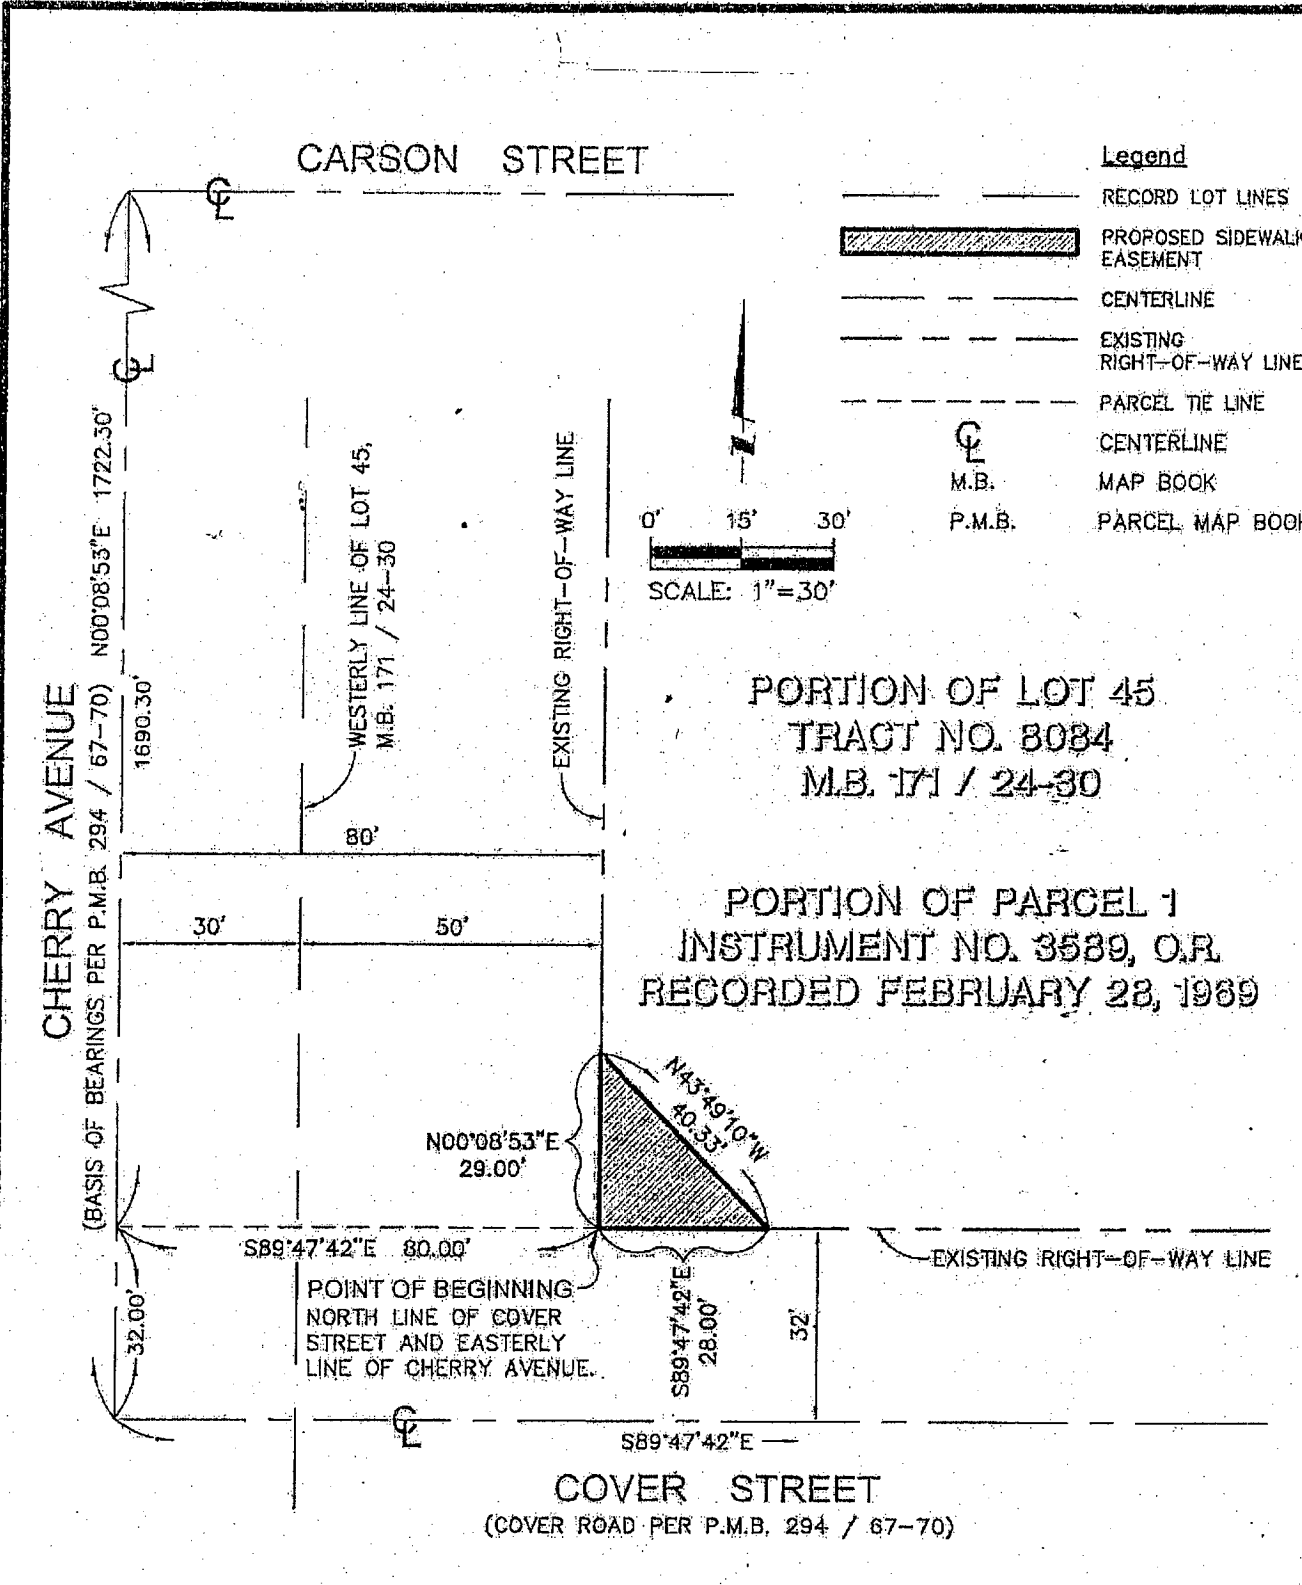 CARSON STREET
Legend
RECORD LOT LINES
PROPOSED SIDEWALK
EASEMENT
CENTERLINE
EXISTING
RIGHT-OF-WAY LINE
PARCEL TIE LINE
CL CENTERLINE
M.B. MAP BOOK
P.M.B. PARCEL MAP BOOK
CL
CL
0' 15' 30'
SCALE: 1"=30'
N
CHERRY AVENUE
(BASIS OF BEARINGS PER P.M.B. 294 / 67-70) N00°08'53"E 1722.30'
1690.30'
WESTERLY LINE OF LOT 45,
M.B. 171 / 24-30
EXISTING RIGHT-OF-WAY LINE
PORTION OF LOT 45
TRACT NO. 8084
M.B. 171 / 24-30
80'
30' 50'
PORTION OF PARCEL 1
INSTRUMENT NO. 3589, O.R.
RECORDED FEBRUARY 28, 1969
N43°49'10"W
40.33'
N00°08'53"E
29.00'
S89°47'42"E 80.00'
POINT OF BEGINNING
NORTH LINE OF COVER
STREET AND EASTERLY
LINE OF CHERRY AVENUE.
S89°47'42"E
28.00'
32'
32.00'
EXISTING RIGHT-OF-WAY LINE
CL
S89°47'42"E
COVER STREET
(COVER ROAD PER P.M.B. 294 / 67-70)